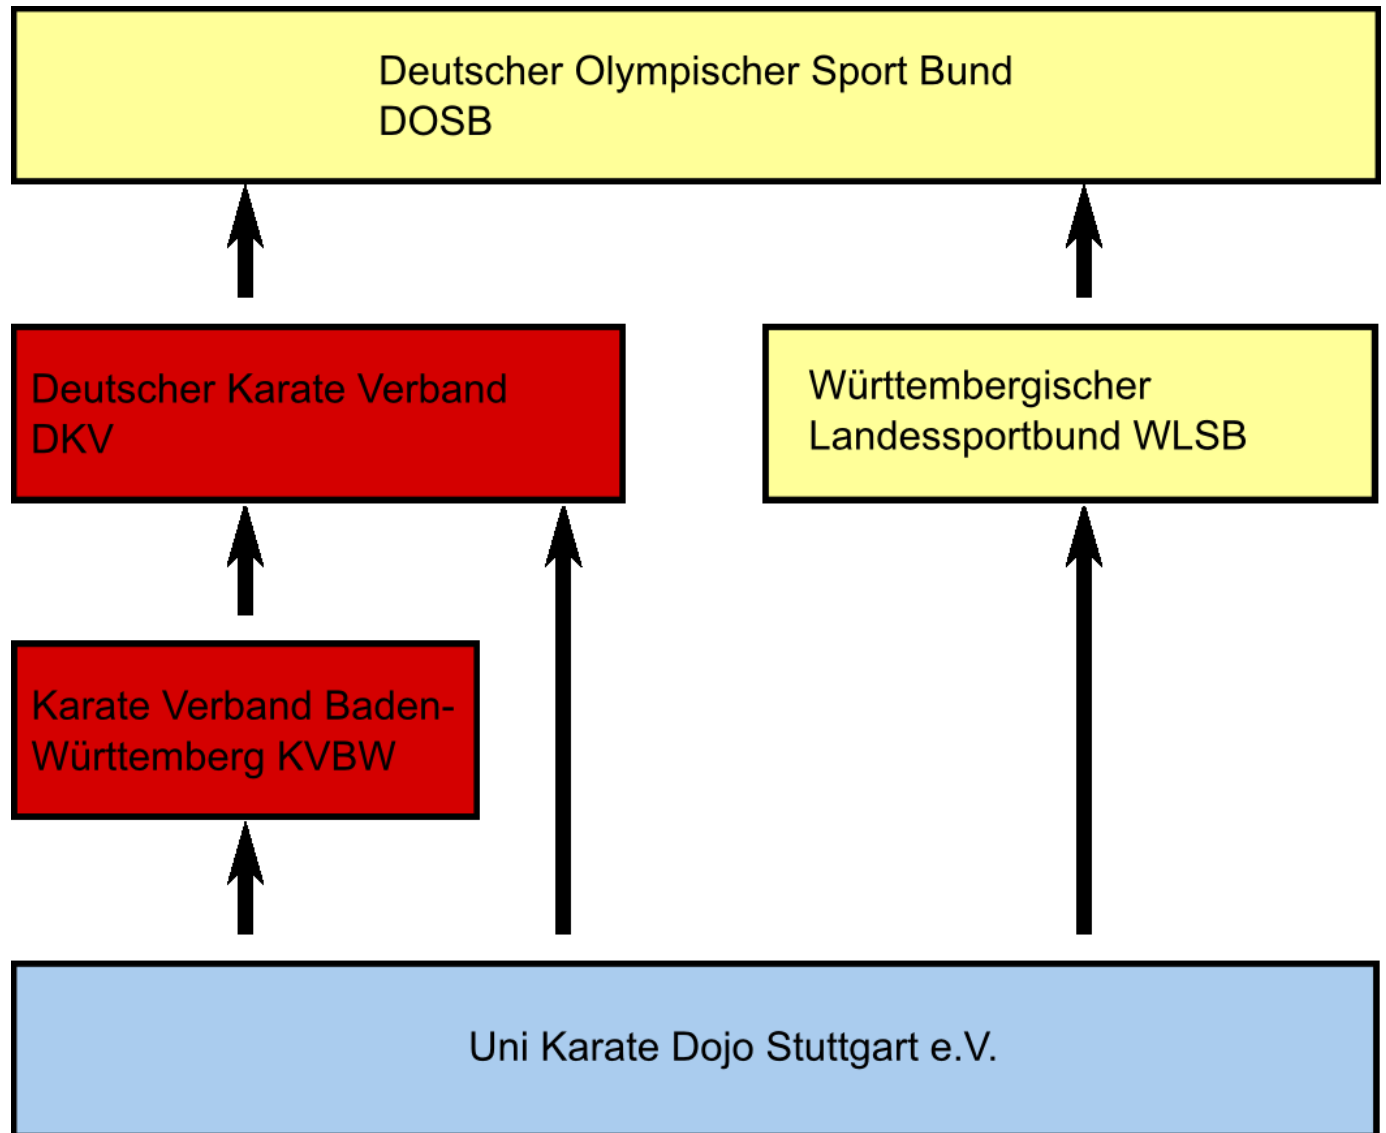 Deutscher Olympischer Sport Bund
DOSB
Deutscher Karate Verband
DKV
Württembergischer
Landessportbund WLSB
Karate Verband Baden-
Württemberg KVBW
Uni Karate Dojo Stuttgart e.V.